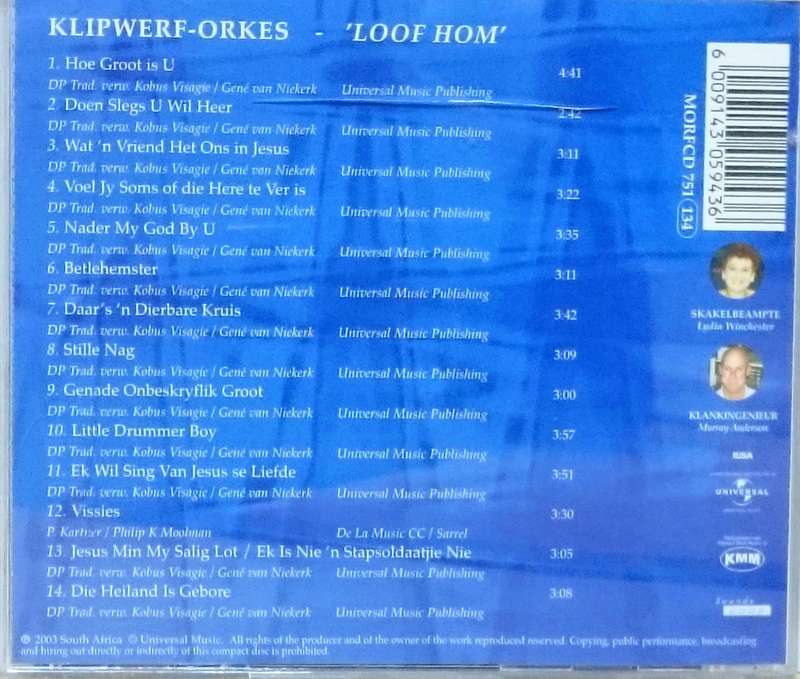 KLIPWERF-ORKES - 'LOOF HOM'
1. Hoe Groot is U 4:41
DP Trad. verw. Kobus Visagie / Gené van Niekerk Universal Music Publishing
2 Doen Slegs U Wil Heer 2:42
DP Trad. verw. Kobus Visagie / Gené van Niekerk Universal Music Publishing
3. Wat 'n Vriend Het Ons in Jesus 3:11
DP Trad. verw. Kobus Visagie / Gené van Niekerk Universal Music Publishing
4. Voel Jy Soms of die Here te Ver is 3:22
DP Trad. verw. Kobus Visagie / Gené van Niekerk Universal Music Publishing
5. Nader My God By U 3:35
DP Trad. verw. Kobus Visagie / Gené van Niekerk Universal Music Publishing
6. Betlehemster 3:11
DP Trad. verw. Kobus Visagie / Gené van Niekerk Universal Music Publishing
7. Daar's 'n Dierbare Kruis 3:42
DP Trad. verw. Kobus Visagie / Gené van Niekerk Universal Music Publishing
8. Stille Nag 3:09
DP Trad. verw. Kobus Visagie / Gené van Niekerk Universal Music Publishing
9. Genade Onbeskryflik Groot 3:00
DP Trad. verw. Kobus Visagie / Gené van Niekerk Universal Music Publishing
10. Little Drummer Boy 3:57
DP Trad. verw. Kobus Visagie / Gené van Niekerk Universal Music Publishing
11. Ek Wil Sing Van Jesus se Liefde 3:51
DP Trad. verw. Kobus Visagie / Gené van Niekerk Universal Music Publishing
12. Vissies 3:30
P. Kartner / Philip K Moolman De La Music CC / Sarrel
13. Jesus Min My Salig Lot / Ek Is Nie 'n Stapsoldaatjie Nie 3:05
DP Trad. verw. Kobus Visagie / Gené van Niekerk Universal Music Publishing
14. Die Heiland Is Gebore 3:08
DP Trad. verw. Kobus Visagie / Gené van Niekerk Universal Music Publishing
℗ 2003 South Africa © Universal Music. All rights of the producer and of the owner of the work reproduced reserved. Copying, public performance, broadcasting
and hiring out directly or indirectly of this compact disc is prohibited.
6 009143 059436
MORFCD 751 134
SKAKELBEAMPTE
Lydia Winchester
KLANKINGENIEUR
Murray Anderson
RISA
UNIVERSAL
KMM
Sounds